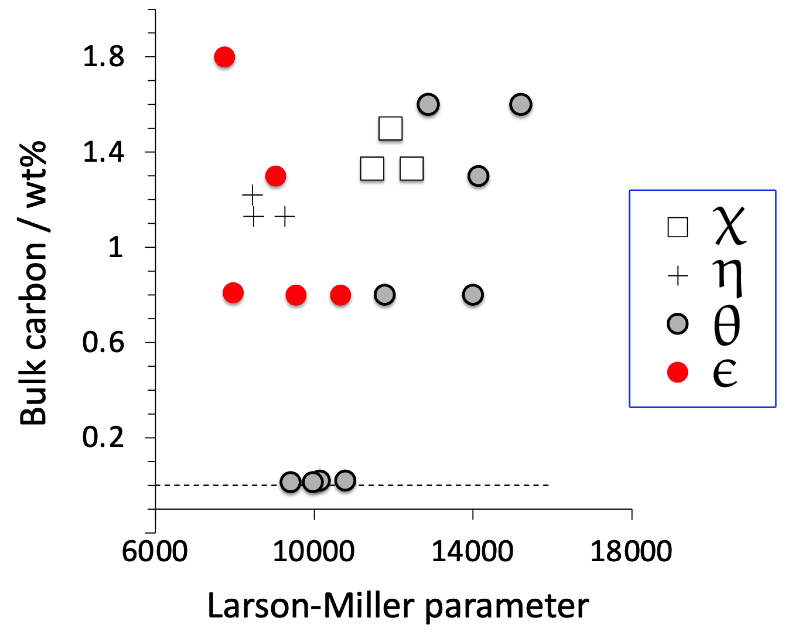 1.8
1.4
1
0.6
0.2
Bulk carbon / wt%
6000 10000 14000 18000
Larson-Miller parameter
χ
η
θ
ϵ